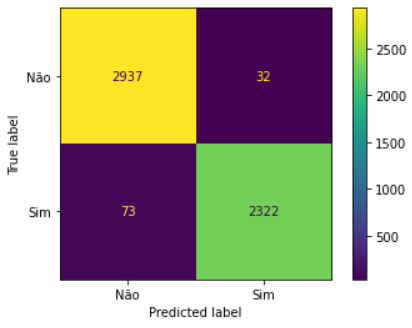 True label
Não
2937
32
Sim
73
2322
Não
Sim
Predicted label
2500
2000
1500
1000
500